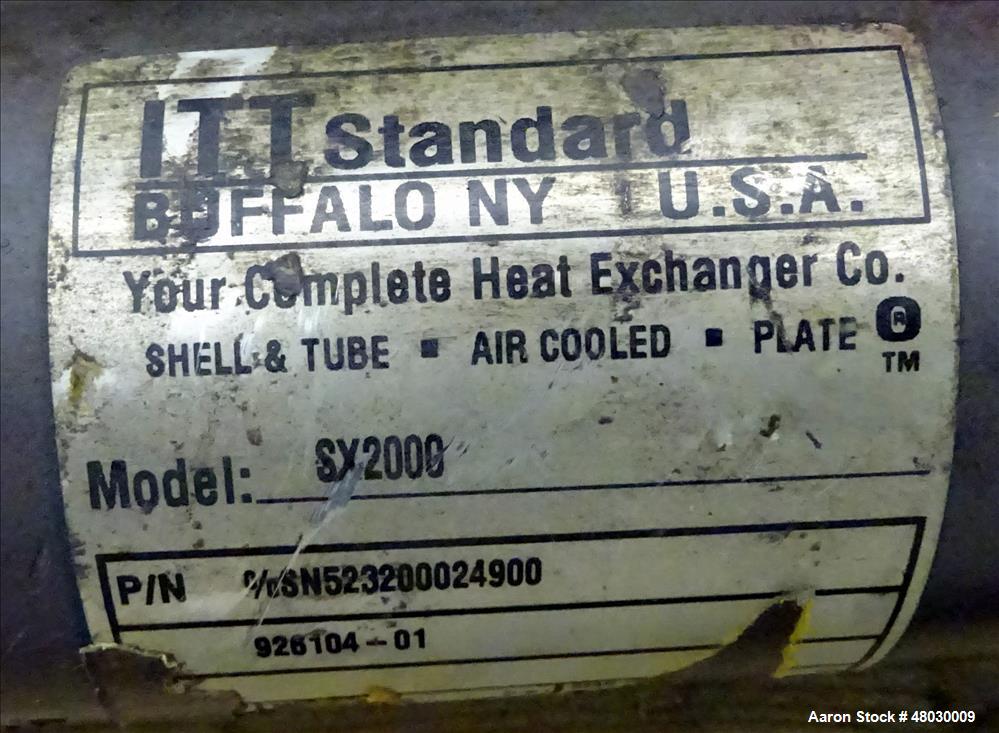 ITT Standard
BUFFALO NY U.S.A.
Your Complete Heat Exchanger Co.
SHELL & TUBE ▪ AIR COOLED ▪ PLATE ®
TM
Model: SX2000
P/N SN523200024900
926104-01
Aaron Stock # 48030009